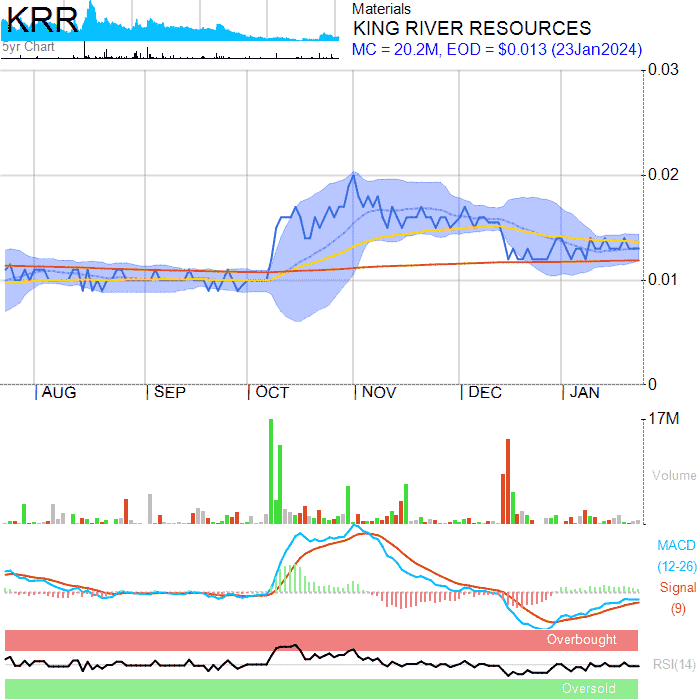 KRR
5yr Chart
Materials
KING RIVER RESOURCES
MC = 20.2M, EOD = $0.013 (23Jan2024)
0.03
0.02
0.01
0
AUG SEP OCT NOV DEC JAN
17M
Volume
MACD
(12-26)
Signal
(9)
Overbought
RSI(14)
Oversold